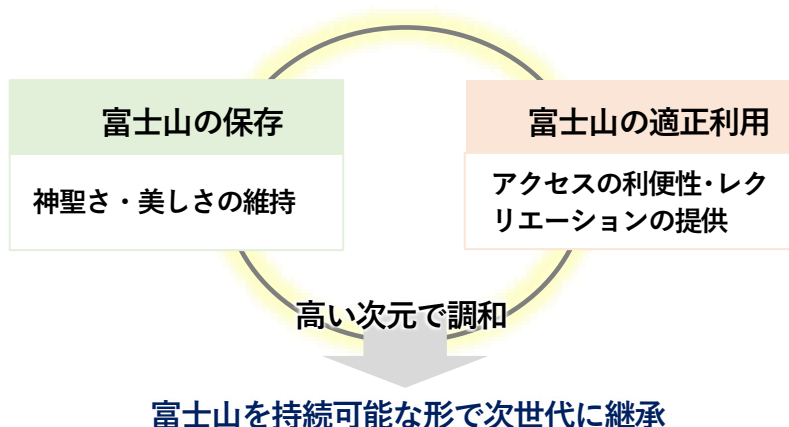 富士山の保存
神聖さ・美しさの維持
富士山の適正利用
アクセスの利便性・レク
リエーションの提供
高い次元で調和
富士山を持続可能な形で次世代に継承